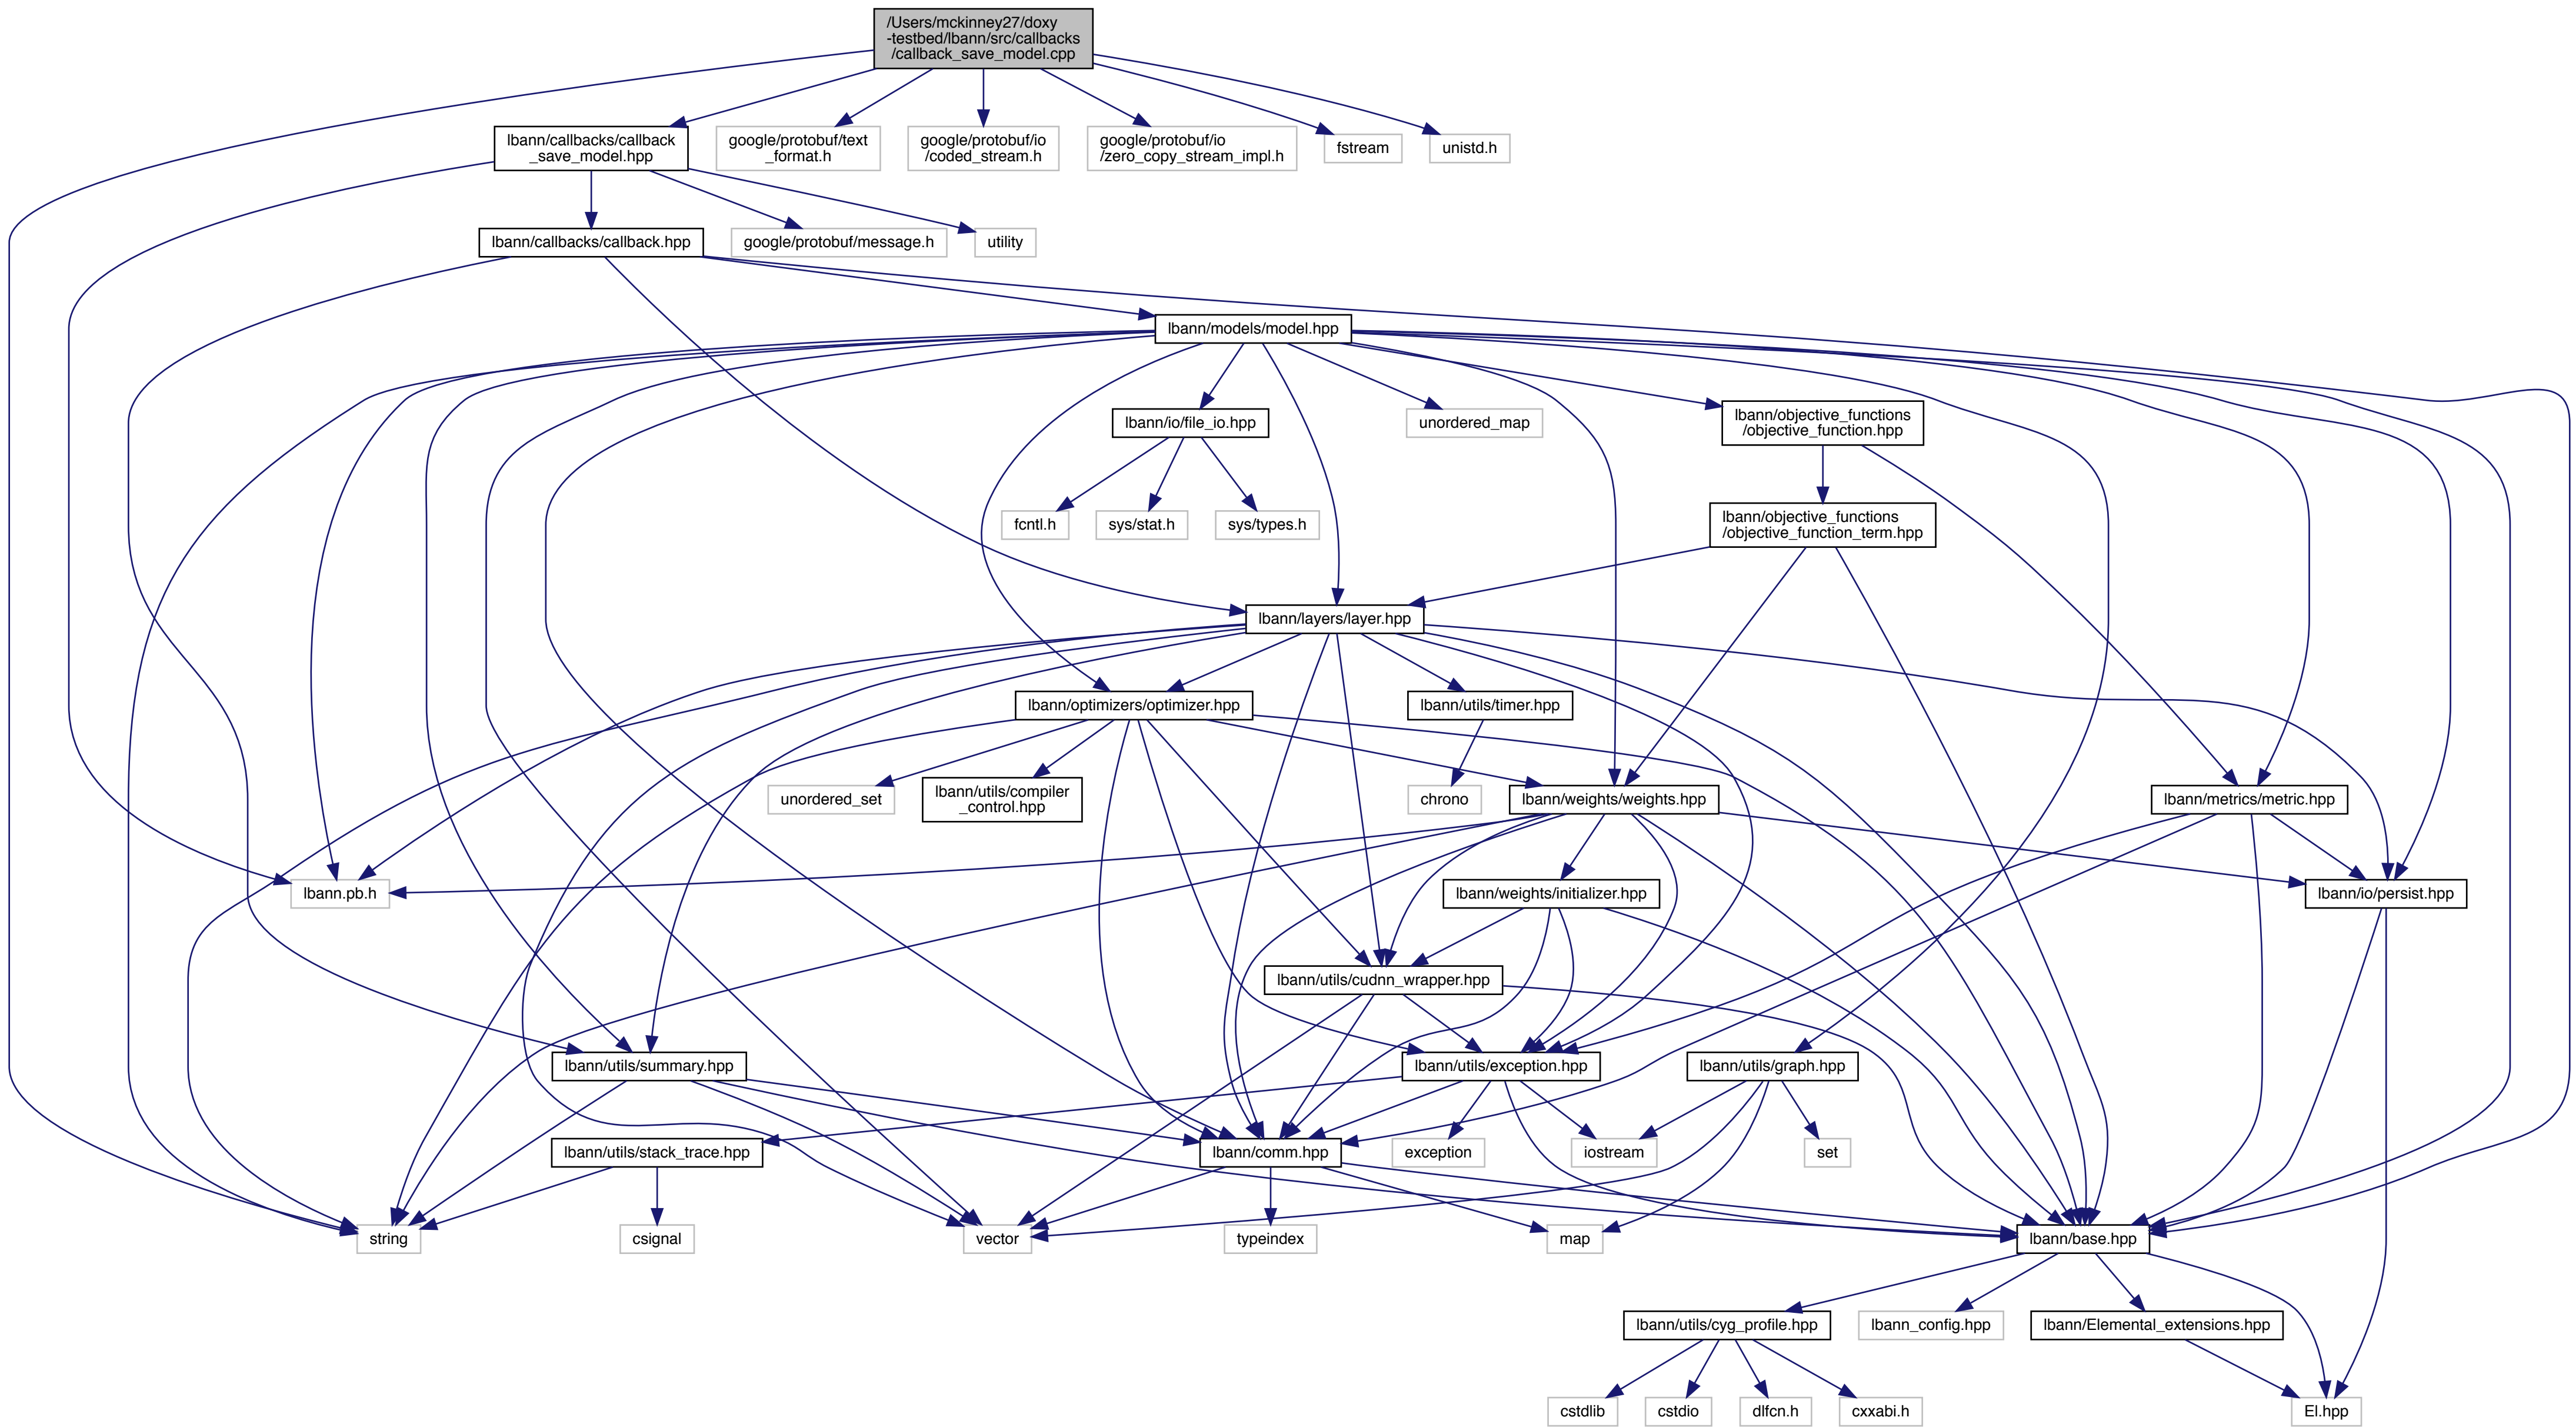 /Users/mckinney27/doxy
-testbed/lbann/src/callbacks
/callback_save_model.cpp
lbann/callbacks/callback
_save_model.hpp
google/protobuf/text
_format.h
google/protobuf/io
/coded_stream.h
google/protobuf/io
/zero_copy_stream_impl.h
fstream
unistd.h
lbann/callbacks/callback.hpp
google/protobuf/message.h
utility
lbann/models/model.hpp
lbann/io/file_io.hpp
unordered_map
lbann/objective_functions
/objective_function.hpp
fcntl.h
sys/stat.h
sys/types.h
lbann/objective_functions
/objective_function_term.hpp
lbann/layers/layer.hpp
lbann/optimizers/optimizer.hpp
lbann/utils/timer.hpp
unordered_set
lbann/utils/compiler
_control.hpp
chrono
lbann/weights/weights.hpp
lbann/metrics/metric.hpp
lbann.pb.h
lbann/weights/initializer.hpp
lbann/io/persist.hpp
lbann/utils/cudnn_wrapper.hpp
lbann/utils/summary.hpp
lbann/utils/exception.hpp
lbann/utils/graph.hpp
lbann/utils/stack_trace.hpp
lbann/comm.hpp
exception
iostream
set
string
csignal
vector
typeindex
map
lbann/base.hpp
lbann/utils/cyg_profile.hpp
lbann_config.hpp
lbann/Elemental_extensions.hpp
cstdlib
cstdio
dlfcn.h
cxxabi.h
El.hpp